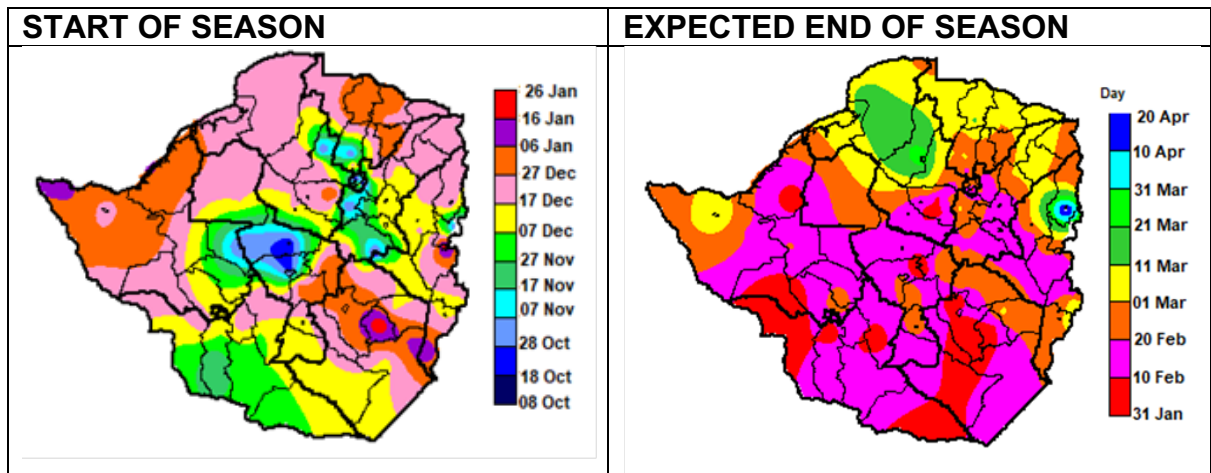 START OF SEASON
26 Jan
16 Jan
06 Jan
27 Dec
17 Dec
07 Dec
27 Nov
17 Nov
07 Nov
28 Oct
18 Oct
08 Oct
EXPECTED END OF SEASON
Day
20 Apr
10 Apr
31 Mar
21 Mar
11 Mar
01 Mar
20 Feb
10 Feb
31 Jan